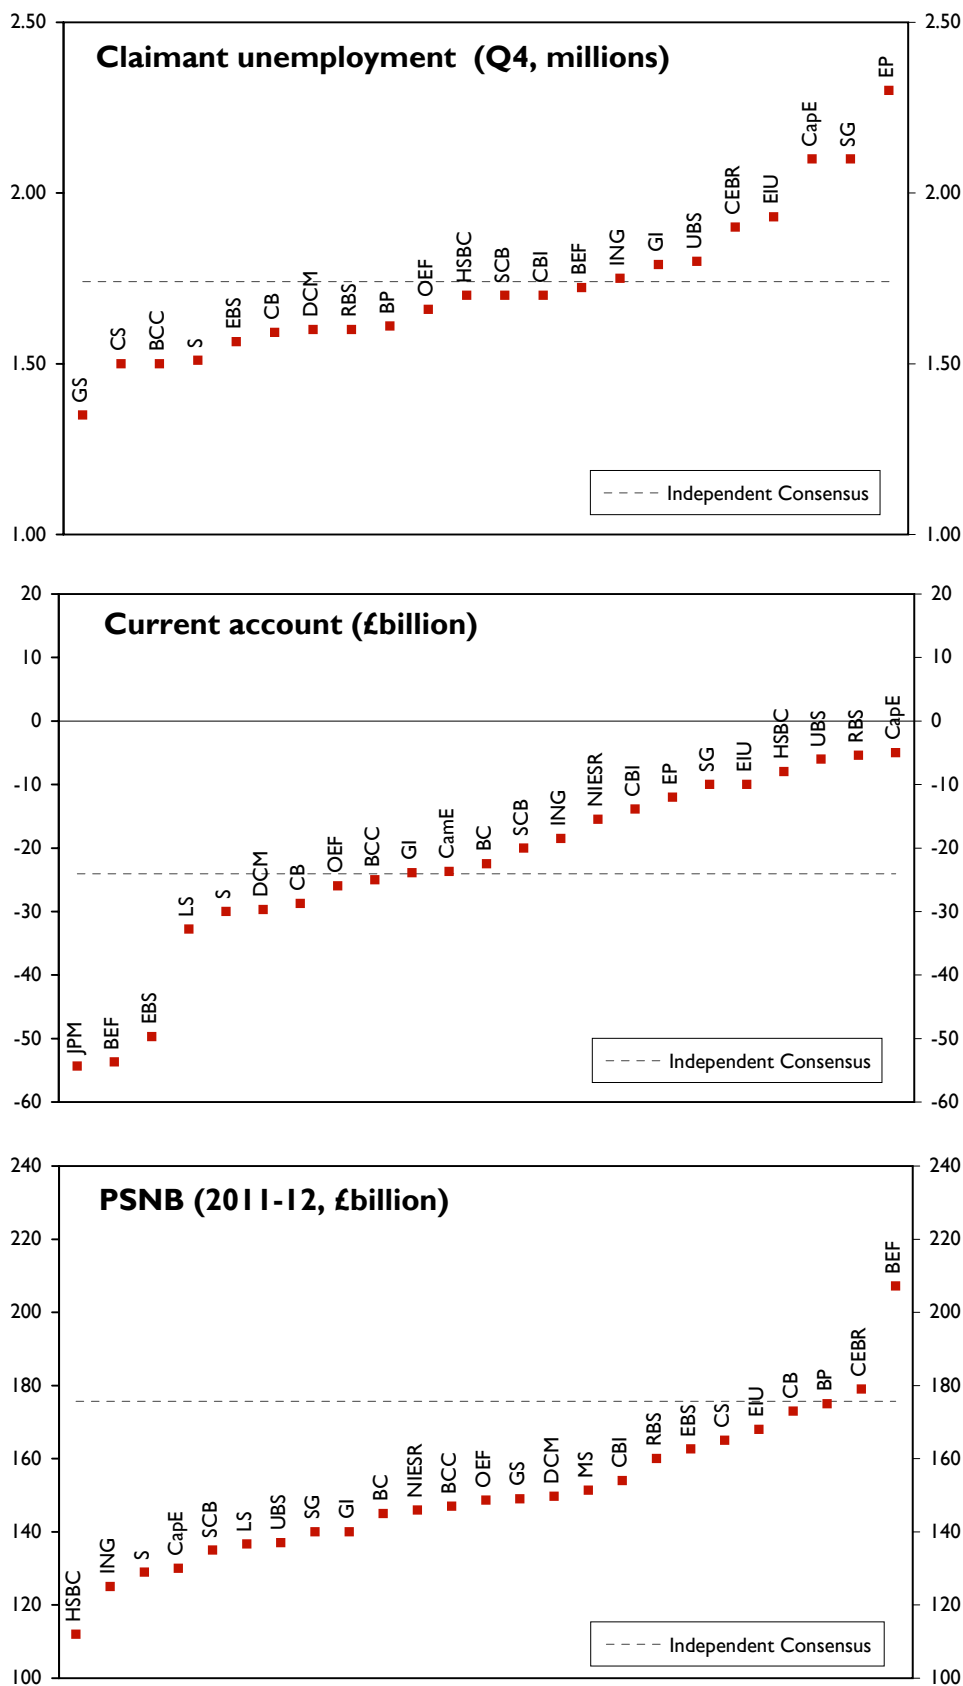 Claimant unemployment (Q4, millions)
2.50 2.50
2.00 2.00
1.50 1.50
1.00 1.00
GS CS BCC S EBS CB DCM RBS BP OEF HSBC SCB CBI BEF ING GI UBS CEBR EIU CapE SG EP
Independent Consensus
Current account (£billion)
20 20
10 10
0 0
-10 -10
-20 -20
-30 -30
-40 -40
-50 -50
-60 -60
JPM BEF EBS LS S DCM CB OEF BCC GI CamE BC SCB ING NIESR CBI EP SG EIU HSBC UBS RBS CapE
Independent Consensus
PSNB (2011-12, £billion)
240 240
220 220
200 200
180 180
160 160
140 140
120 120
100 100
HSBC ING S CapE SCB LS UBS SG GI BC NIESR BCC OEF GS DCM MS CBI RBS EBS CS EIU CB BP CEBR BEF
Independent Consensus